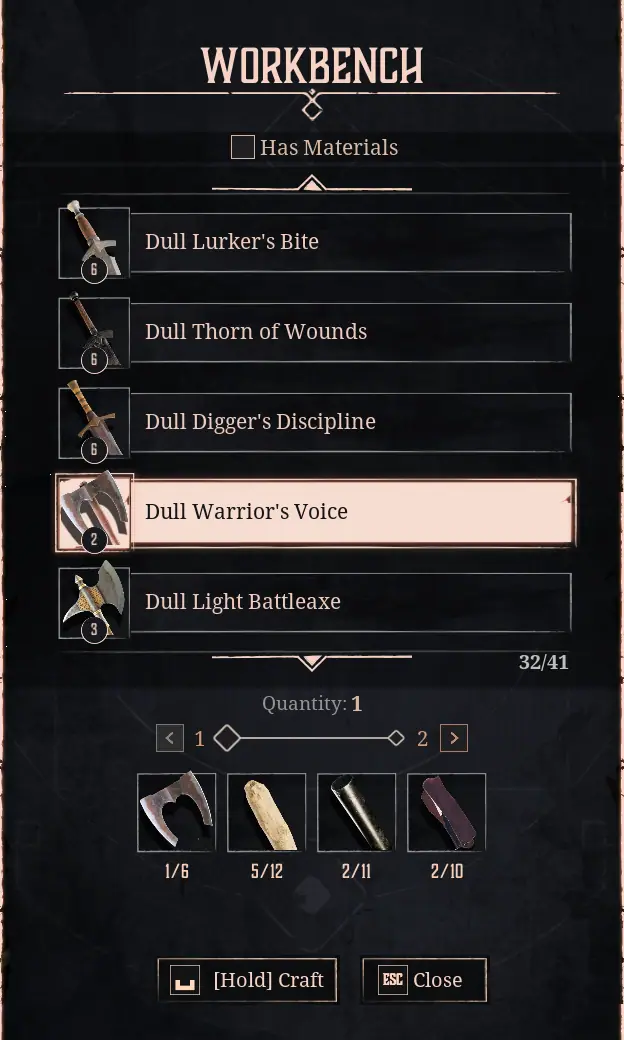 WORKBENCH
Has Materials
Dull Lurker's Bite
6
Dull Thorn of Wounds
6
Dull Digger's Discipline
6
Dull Warrior's Voice
2
Dull Light Battleaxe
3
32/41
Quantity: 1
1 2
1/6 5/12 2/11 2/10
[Hold] Craft ESC Close